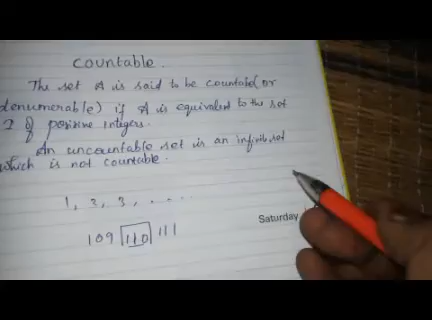 Countable.
The set A is said to be countable (or
denumerable) if A is equivalent to the set
I of positive integers.
An uncountable set is an infinite set
which is not countable.
1, 2, 3, .....
109 110 111
Saturday